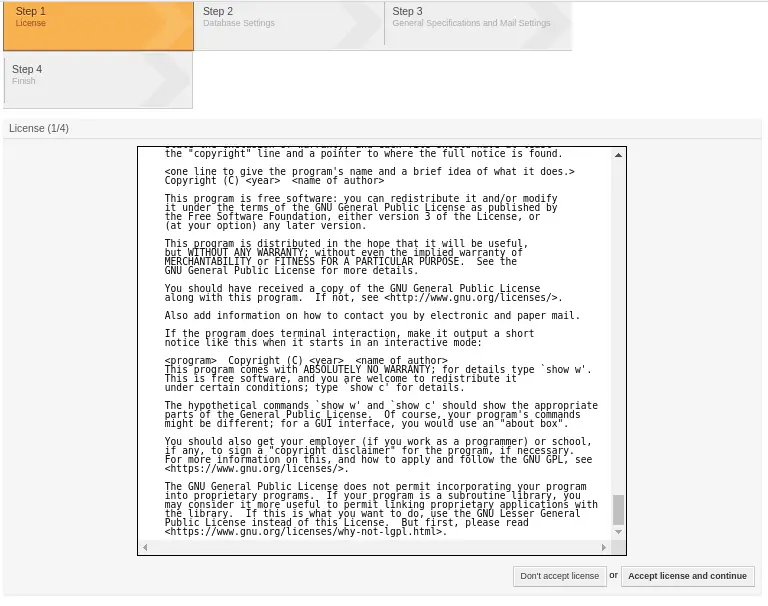 Step 1
License
Step 2
Database Settings
Step 3
General Specifications and Mail Settings
Step 4
Finish
License (1/4)
the "copyright" line and a pointer to where the full notice is found.
<one line to give the program's name and a brief idea of what it does.>
Copyright (C) <year>  <name of author>
This program is free software: you can redistribute it and/or modify
it under the terms of the GNU General Public License as published by
the Free Software Foundation, either version 3 of the License, or
(at your option) any later version.
This program is distributed in the hope that it will be useful,
but WITHOUT ANY WARRANTY; without even the implied warranty of
MERCHANTABILITY or FITNESS FOR A PARTICULAR PURPOSE.  See the
GNU General Public License for more details.
You should have received a copy of the GNU General Public License
along with this program.  If not, see <http://www.gnu.org/licenses/>.
Also add information on how to contact you by electronic and paper mail.
If the program does terminal interaction, make it output a short
notice like this when it starts in an interactive mode:
<program>  Copyright (C) <year>  <name of author>
This program comes with ABSOLUTELY NO WARRANTY; for details type `show w'.
This is free software, and you are welcome to redistribute it
under certain conditions; type `show c' for details.
The hypothetical commands `show w' and `show c' should show the appropriate
parts of the General Public License.  Of course, your program's commands
might be different; for a GUI interface, you would use an "about box".
You should also get your employer (if you work as a programmer) or school,
if any, to sign a "copyright disclaimer" for the program, if necessary.
For more information on this, and how to apply and follow the GNU GPL, see
<https://www.gnu.org/licenses/>.
The GNU General Public License does not permit incorporating your program
into proprietary programs.  If your program is a subroutine library, you
may consider it more useful to permit linking proprietary applications with
the library.  If this is what you want to do, use the GNU Lesser General
Public License instead of this License.  But first, please read
<https://www.gnu.org/licenses/why-not-lgpl.html>.
Don't accept license or Accept license and continue